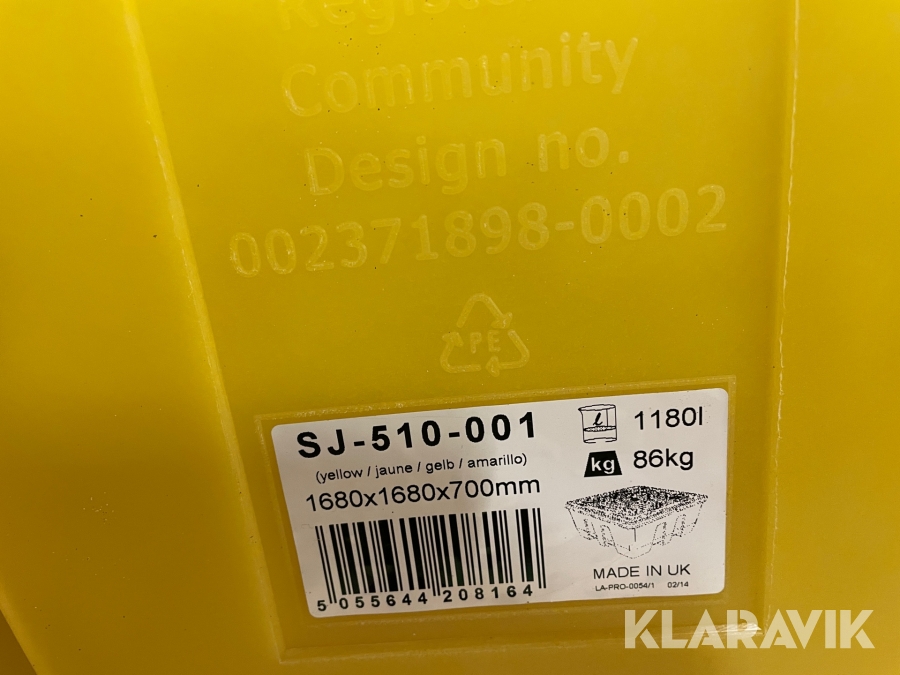 Community
Design no.
002371898-0002
PE
SJ-510-001
(yellow / jaune / gelb / amarillo)
1680x1680x700mm
5 055644 208164
l
1180l
kg
86kg
MADE IN UK
LA-PRO-0054/1 02/14
KLARAVIK